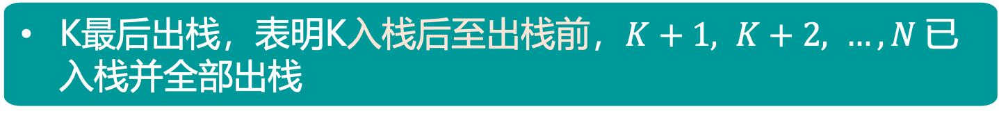 • K最后出栈，表明K入栈后至出栈前，K + 1, K + 2, …, N 已
入栈并全部出栈